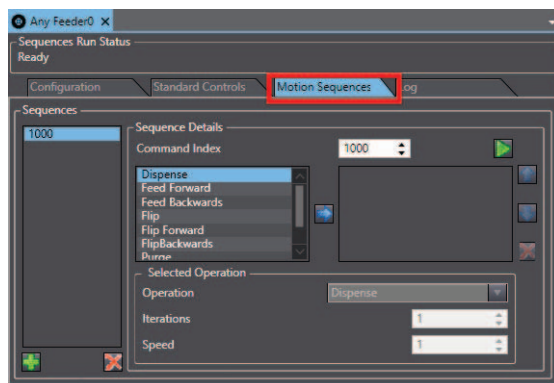 Any Feeder0
Sequences Run Status
Ready
Configuration
Standard Controls
Motion Sequences
Log
Sequences
1000
Sequence Details
Command Index
1000
Dispense
Feed Forward
Feed Backwards
Flip
Flip Forward
FlipBackwards
Purge
Selected Operation
Operation
Dispense
Iterations
1
Speed
1